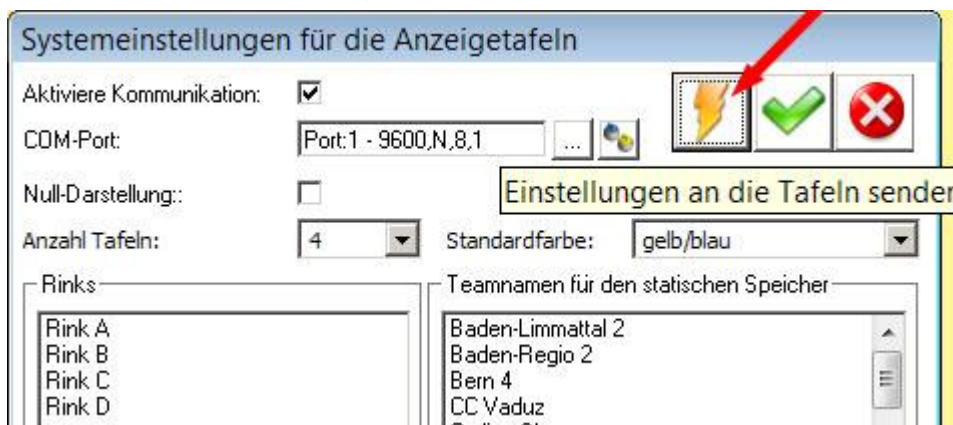 Systemeinstellungen für die Anzeigetafeln
Aktiviere Kommunikation:
COM-Port: Port:1 - 9600,N,8,1 ...
Null-Darstellung::
Einstellungen an die Tafeln
Anzahl Tafeln: 4 Standardfarbe: gelb/blau
Rinks
Teamnamen für den statischen Speicher
Rink A
Rink B
Rink C
Rink D
Baden-Limmattal 2
Baden-Regio 2
Bern 4
CC Vaduz